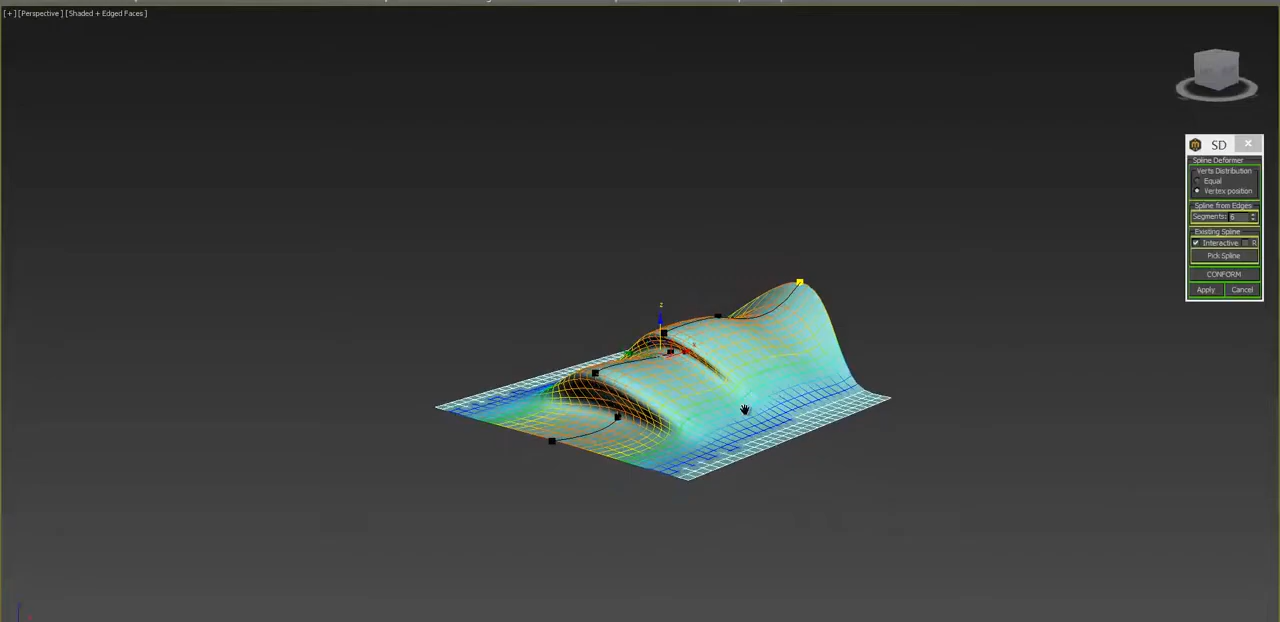 [+] [Perspective] [Shaded + Edged Faces]
z
SD
Spline Deformer
Verts Distribution
Equal
Vertex position
Spline from Edges
Segments: 6
Existing Spline
Interactive R
Pick Spline
CONFORM
Apply Cancel